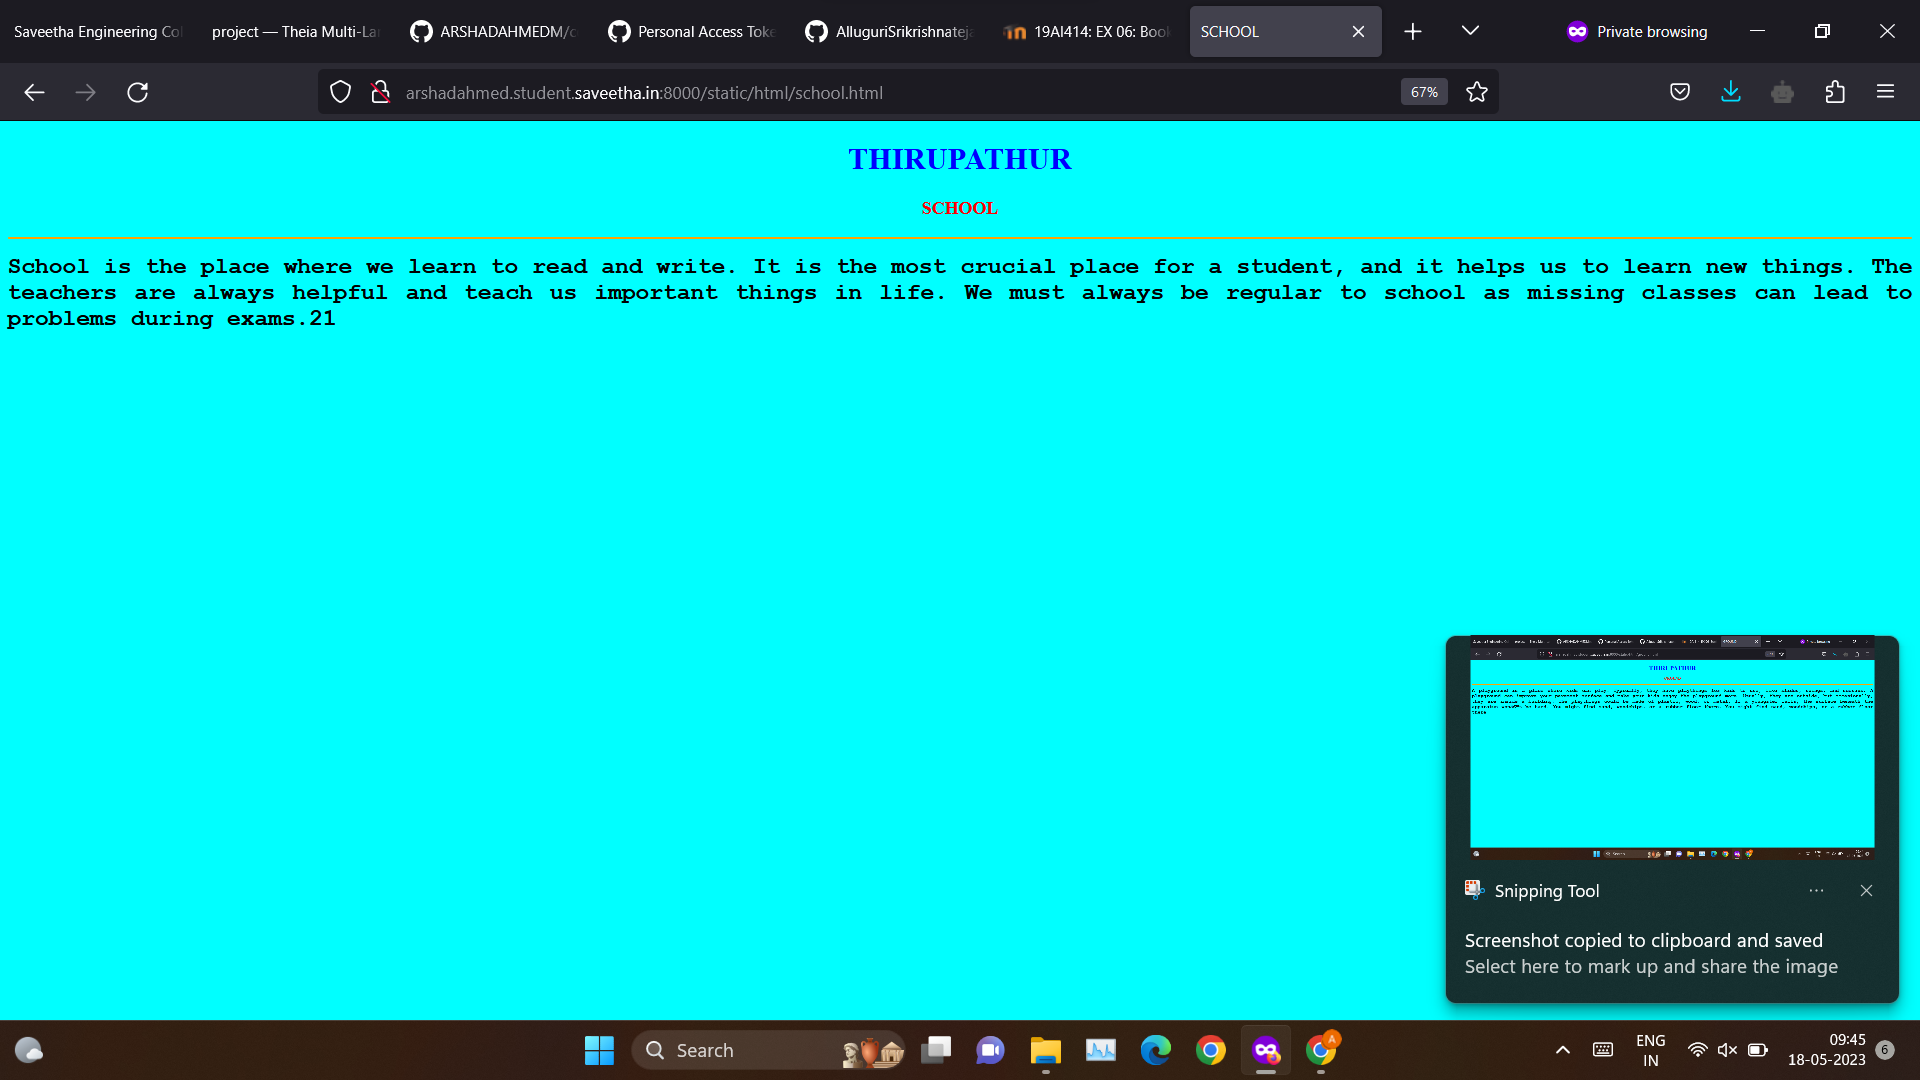 Saveetha Engineering Col
project — Theia Multi-Lan
ARSHADAHMEDM/c
Personal Access Toke
AlluguriSrikrishnateja
19AI414: EX 06: Book
SCHOOL
Private browsing
arshadahmed.student.saveetha.in:8000/static/html/school.html
67%
THIRUPATHUR
SCHOOL
School is the place where we learn to read and write. It is the most crucial place for a student, and it helps us to learn new things. The
teachers are always helpful and teach us important things in life. We must always be regular to school as missing classes can lead to
problems during exams.21
THIRUPATHUR
Snipping Tool
Screenshot copied to clipboard and saved
Select here to mark up and share the image
Search
A
ENG
IN
09:45
18-05-2023
6